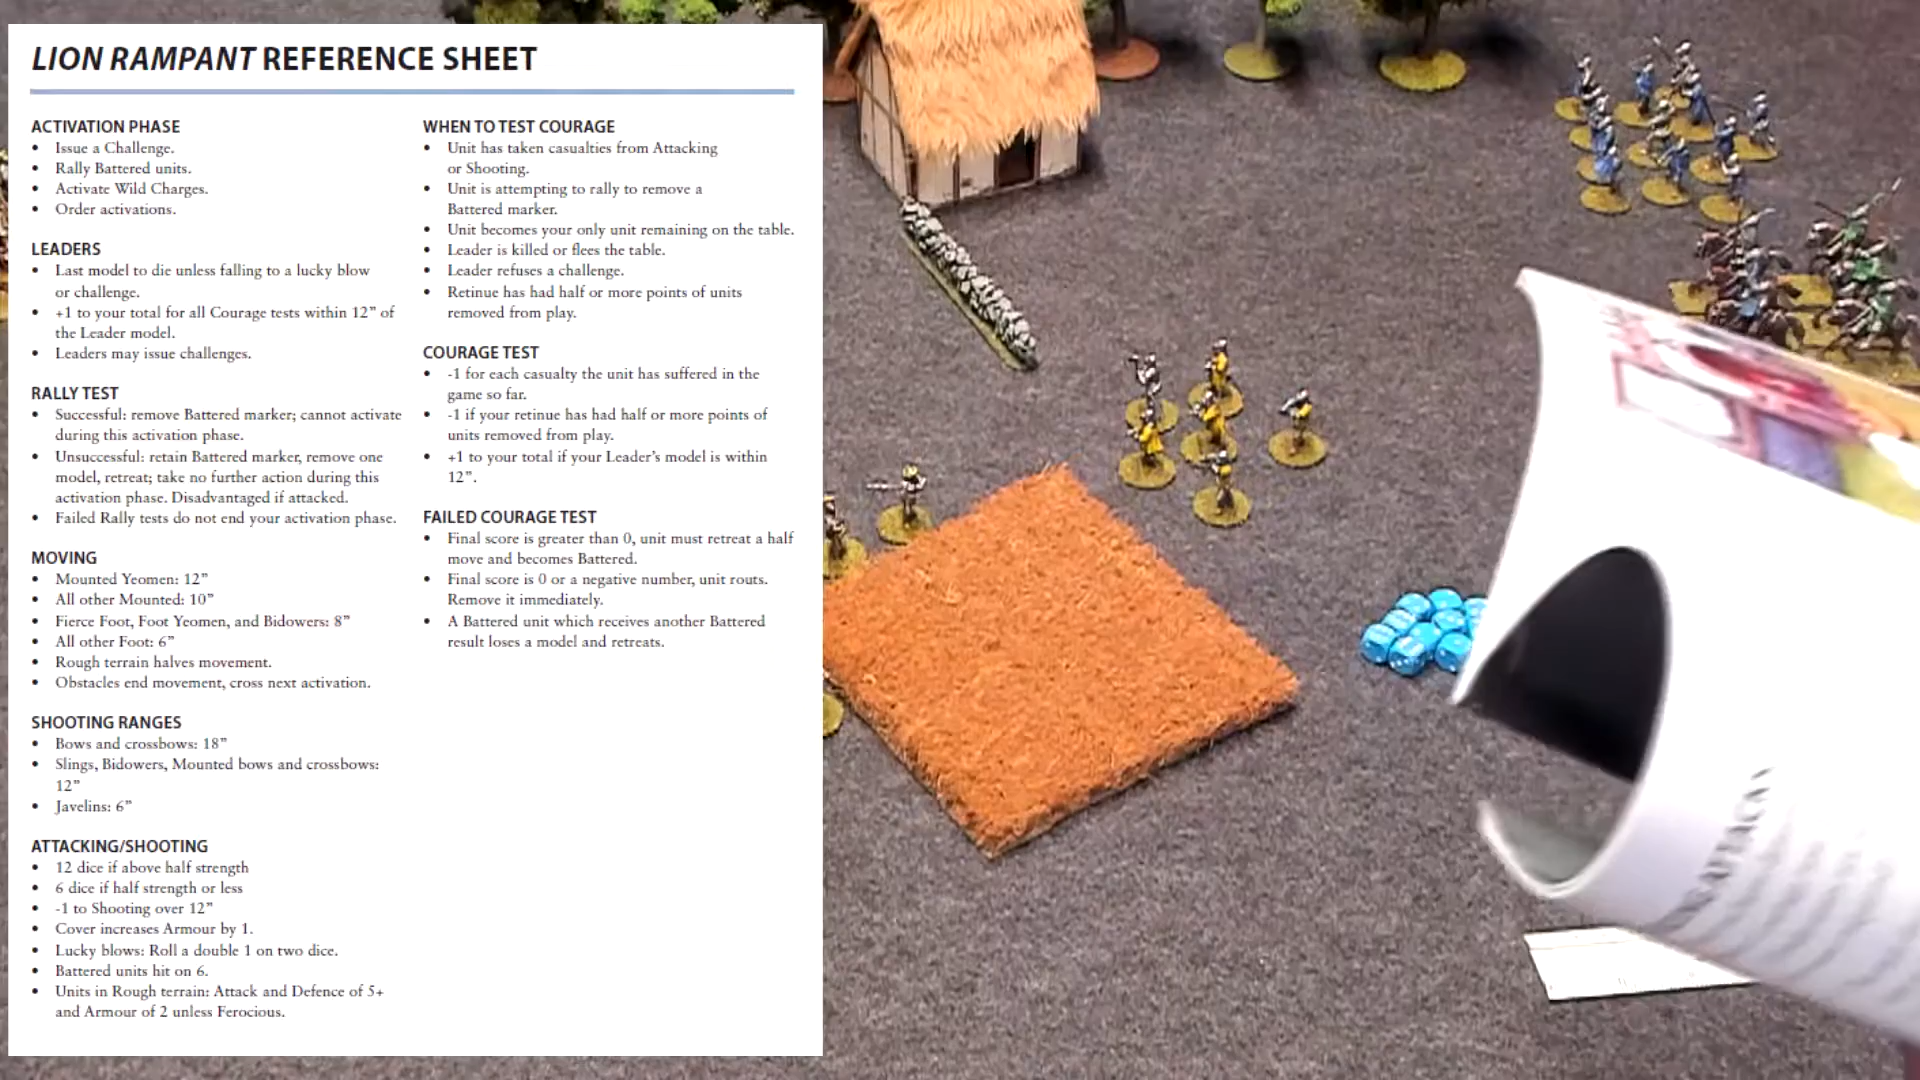 LION RAMPANT REFERENCE SHEET
ACTIVATION PHASE
• Issue a Challenge.
• Rally Battered units.
• Activate Wild Charges.
• Order activations.
LEADERS
• Last model to die unless falling to a lucky blow
or challenge.
• +1 to your total for all Courage tests within 12” of
the Leader model.
• Leaders may issue challenges.
RALLY TEST
• Successful: remove Battered marker; cannot activate
during this activation phase.
• Unsuccessful: retain Battered marker, remove one
model, retreat; take no further action during this
activation phase. Disadvantaged if attacked.
• Failed Rally tests do not end your activation phase.
MOVING
• Mounted Yeomen: 12”
• All other Mounted: 10”
• Fierce Foot, Foot Yeomen, and Bidowers: 8”
• All other Foot: 6”
• Rough terrain halves movement.
• Obstacles end movement, cross next activation.
SHOOTING RANGES
• Bows and crossbows: 18”
• Slings, Bidowers, Mounted bows and crossbows:
12”
• Javelins: 6”
ATTACKING/SHOOTING
• 12 dice if above half strength
• 6 dice if half strength or less
• -1 to Shooting over 12”
• Cover increases Armour by 1.
• Lucky blows: Roll a double 1 on two dice.
• Battered units hit on 6.
• Units in Rough terrain: Attack and Defence of 5+
and Armour of 2 unless Ferocious.
WHEN TO TEST COURAGE
• Unit has taken casualties from Attacking
or Shooting.
• Unit is attempting to rally to remove a
Battered marker.
• Unit becomes your only unit remaining on the table.
• Leader is killed or flees the table.
• Leader refuses a challenge.
• Retinue has had half or more points of units
removed from play.
COURAGE TEST
• -1 for each casualty the unit has suffered in the
game so far.
• -1 if your retinue has had half or more points of
units removed from play.
• +1 to your total if your Leader’s model is within
12”.
FAILED COURAGE TEST
• Final score is greater than 0, unit must retreat a half
move and becomes Battered.
• Final score is 0 or a negative number, unit routs.
Remove it immediately.
• A Battered unit which receives another Battered
result loses a model and retreats.